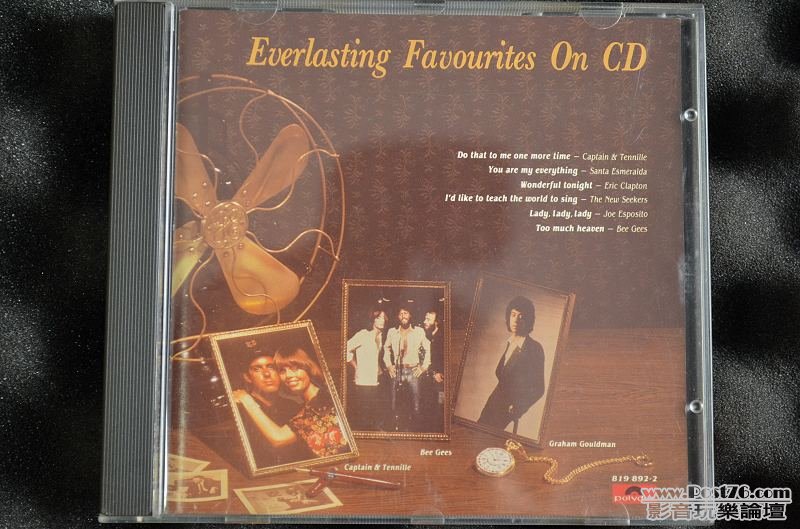 Everlasting Favourites On CD
Do that to me one more time – Captain & Tennille
You are my everything – Santa Esmeralda
Wonderful tonight – Eric Clapton
I'd like to teach the world to sing – The New Seekers
Lady, lady, lady – Joe Esposito
Too much heaven – Bee Gees
Captain & Tennille
Bee Gees
Graham Gouldman
819 892-2
www.Post76.com
影音玩樂論壇